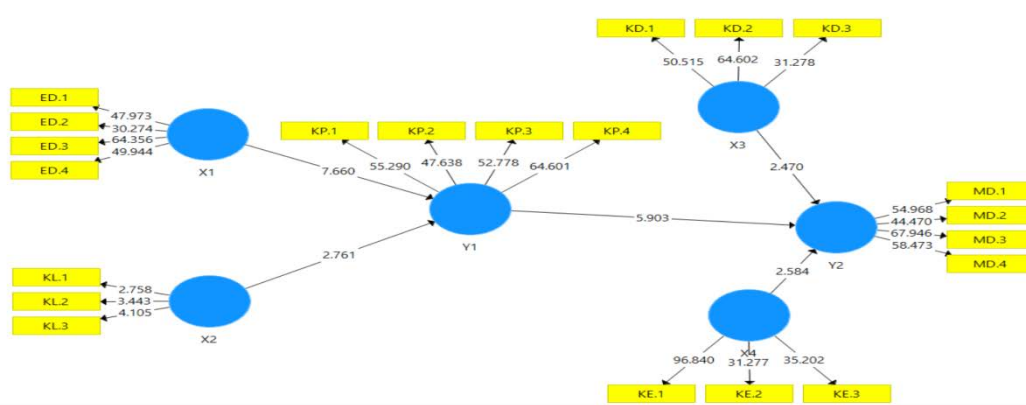 KD.1
KD.2
KD.3
50.515
64.602
31.278
X3
2.470
ED.1
ED.2
ED.3
ED.4
47.973
30.274
64.356
49.944
X1
7.660
KP.1
KP.2
KP.3
KP.4
55.290
47.638
52.778
64.601
Y1
5.903
2.761
KL.1
KL.2
KL.3
2.758
3.443
4.105
X2
MD.1
MD.2
MD.3
MD.4
54.968
44.470
67.946
58.473
Y2
2.584
X4
96.840
31.277
35.202
KE.1
KE.2
KE.3